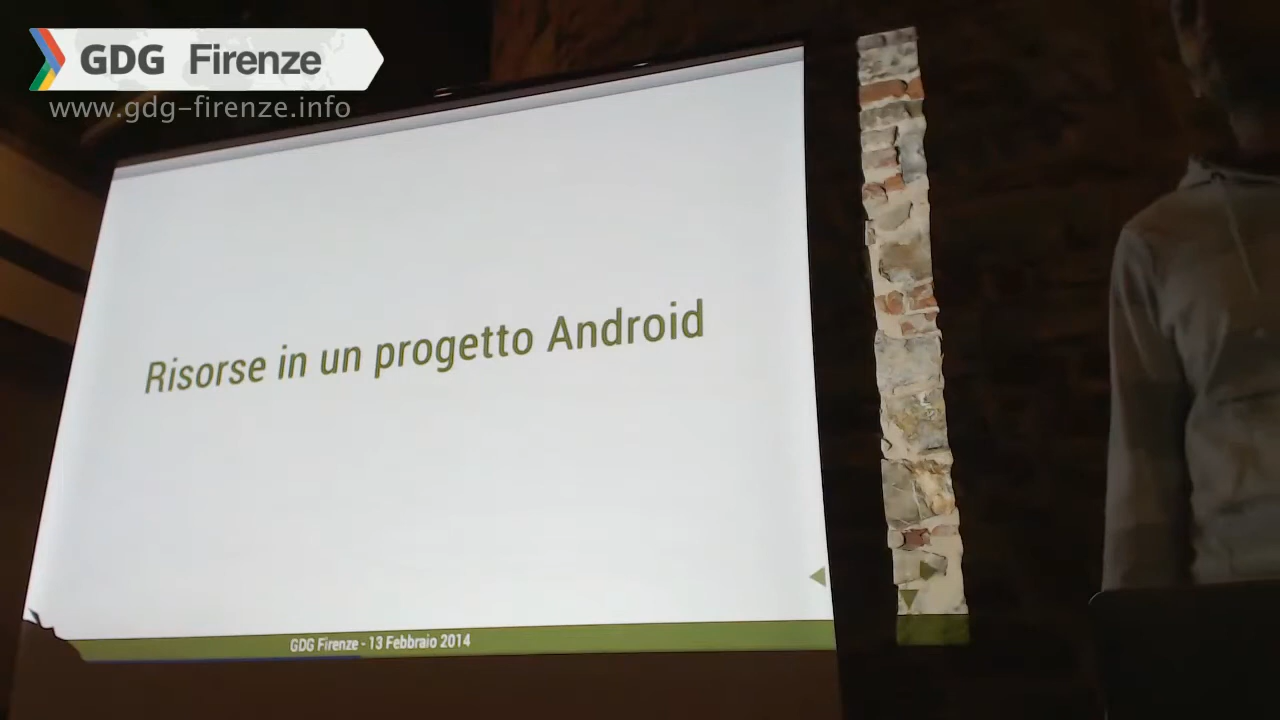 GDG Firenze
www.gdg-firenze.info
Risorse in un progetto Android
GDG Firenze - 13 Febbraio 2014